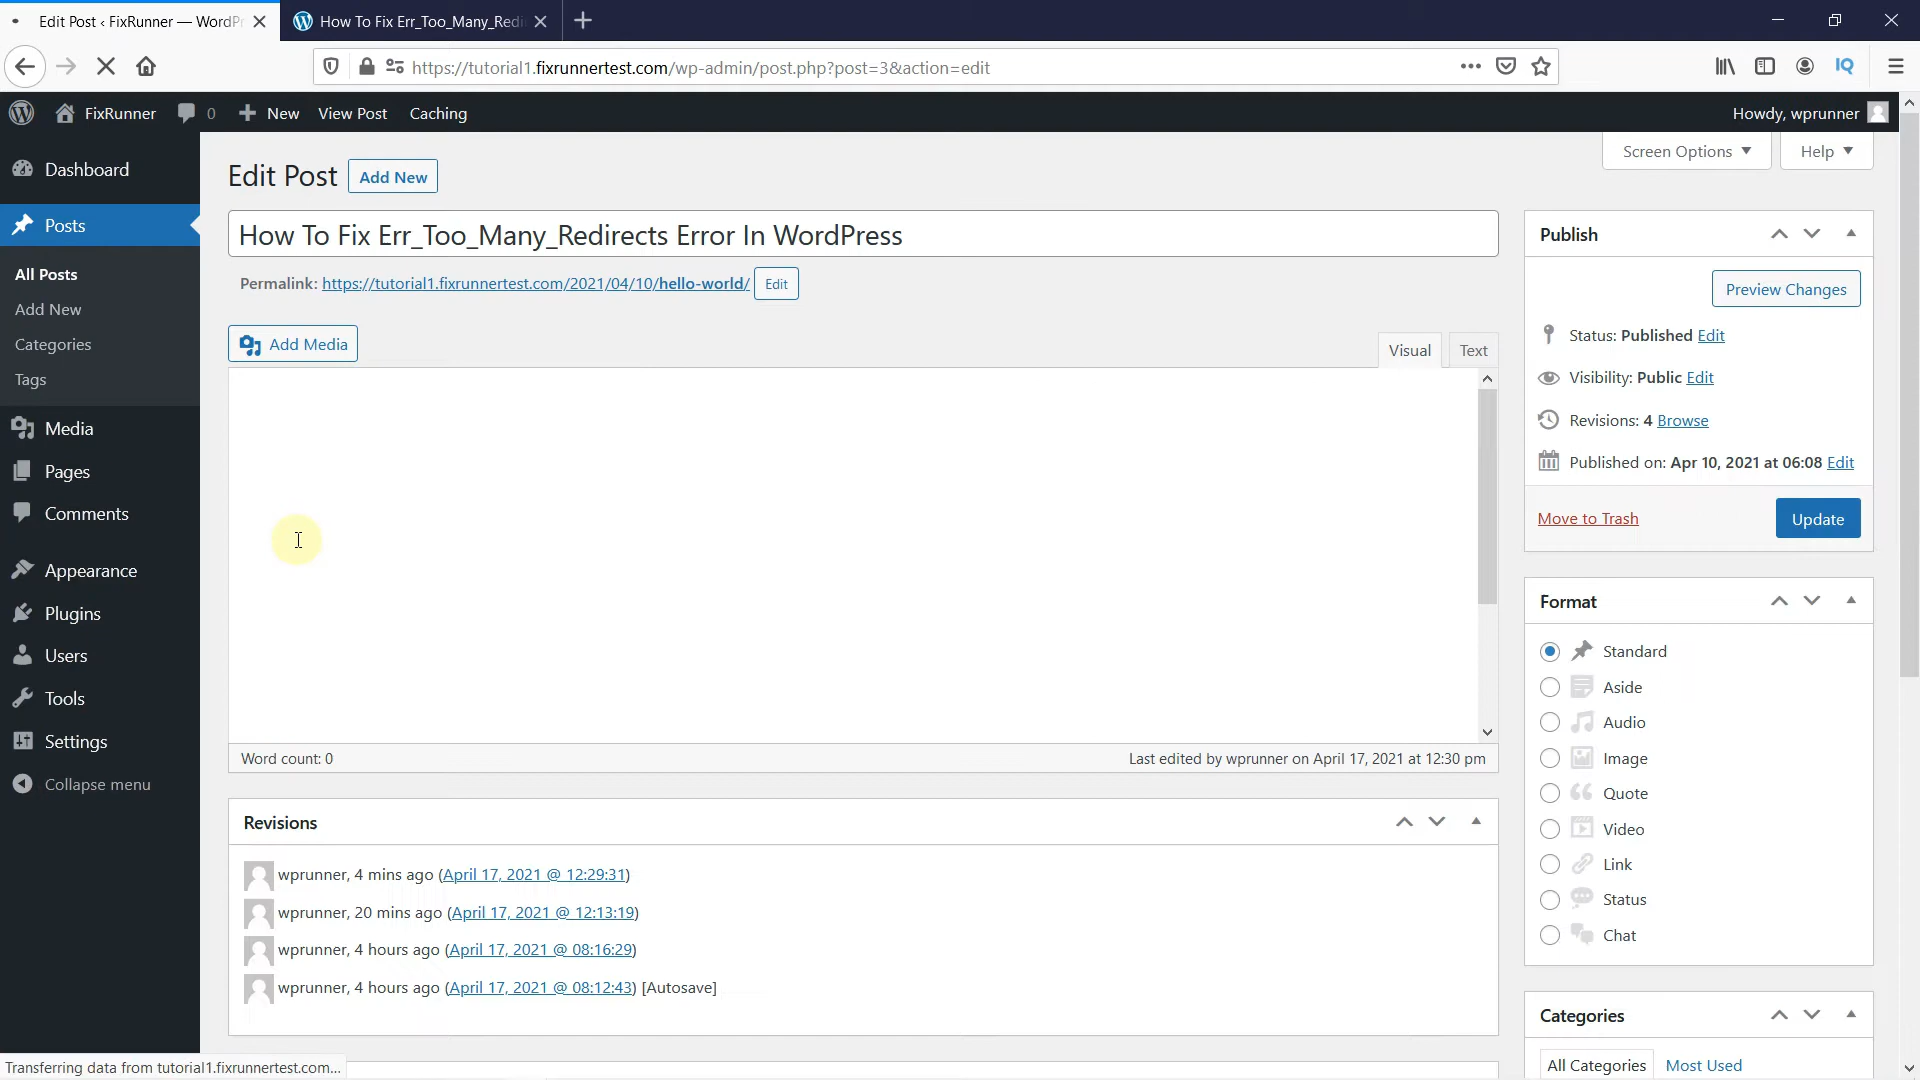 Edit Post ‹ FixRunner — WordPr
How To Fix Err_Too_Many_Redi
https://tutorial1.fixrunnertest.com/wp-admin/post.php?post=3&action=edit
IQ
FixRunner
0
New
View Post
Caching
Howdy, wprunner
Dashboard
Posts
All Posts
Add New
Categories
Tags
Media
Pages
Comments
Appearance
Plugins
Users
Tools
Settings
Collapse menu
Screen Options
Help
Edit Post
Add New
How To Fix Err_Too_Many_Redirects Error In WordPress
Permalink: https://tutorial1.fixrunnertest.com/2021/04/10/hello-world/ Edit
Add Media
Visual
Text
Word count: 0
Last edited by wprunner on April 17, 2021 at 12:30 pm
Revisions
wprunner, 4 mins ago (April 17, 2021 @ 12:29:31)
wprunner, 20 mins ago (April 17, 2021 @ 12:13:19)
wprunner, 4 hours ago (April 17, 2021 @ 08:16:29)
wprunner, 4 hours ago (April 17, 2021 @ 08:12:43) [Autosave]
Publish
Preview Changes
Status: Published Edit
Visibility: Public Edit
Revisions: 4 Browse
Published on: Apr 10, 2021 at 06:08 Edit
Move to Trash
Update
Format
Standard
Aside
Audio
Image
Quote
Video
Link
Status
Chat
Categories
All Categories
Most Used
Transferring data from tutorial1.fixrunnertest.com...